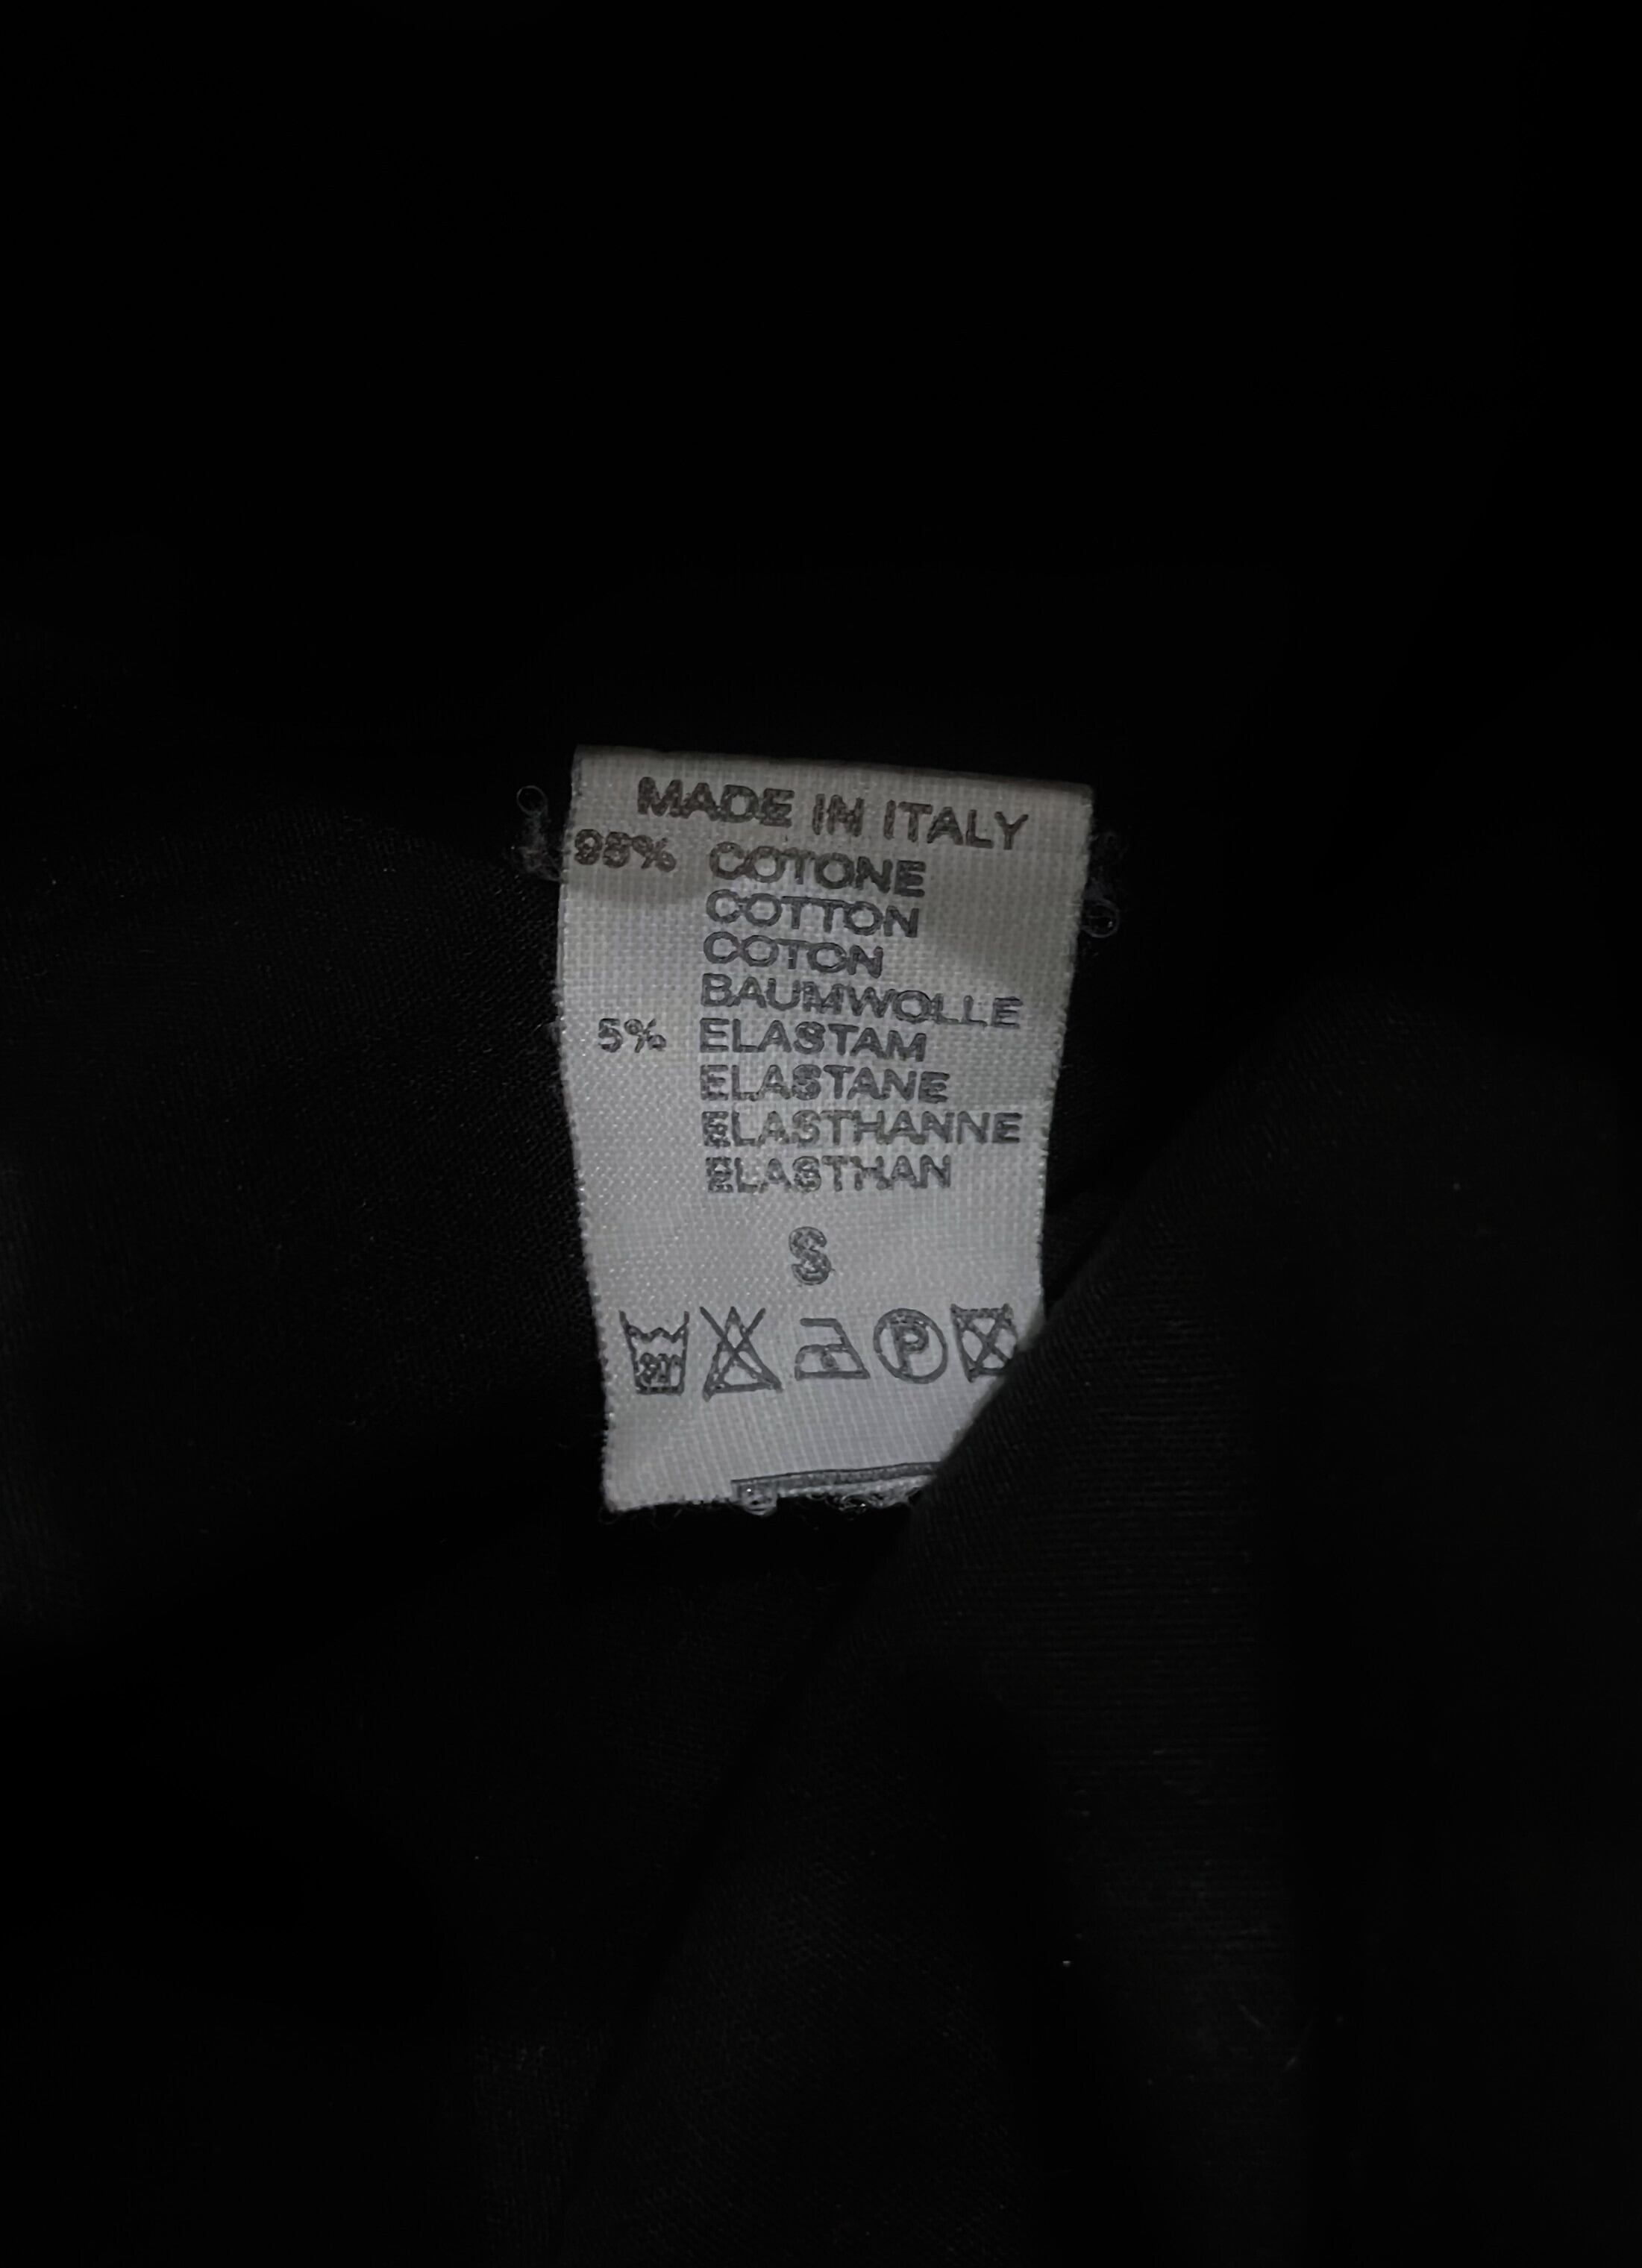 MADE IN ITALY
95% COTONE
COTTON
COTON
BAUMWOLLE
5% ELASTAM
ELASTANE
ELASTHANNE
ELASTHAN
S
P